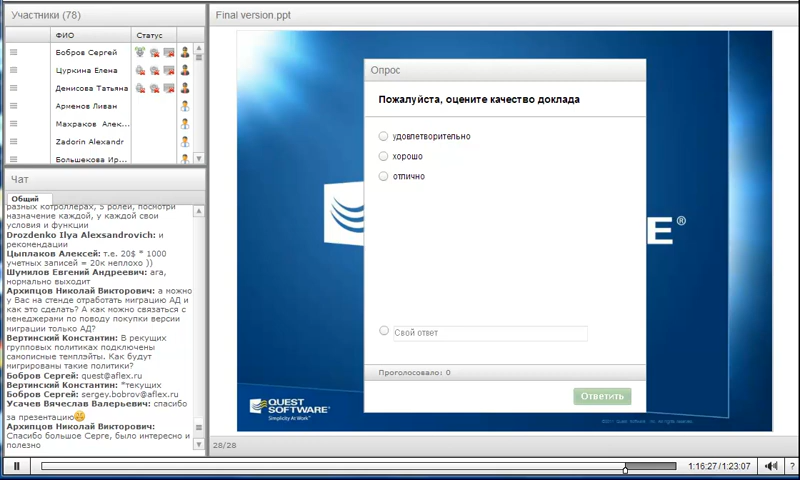 Участники (78)
ФИО
Статус
Бобров Сергей
Цуркина Елена
Денисова Татьяна
Арменов Ливан
Махраков Алек...
Zadorin Alexandr
Большекова Ир...
Чат
Общий
разных котроллерах, 5 ролей, посмотри
назначение каждой, у каждой свои
условия и функции
Drozdenko Ilya Alexsandrovich: и
рекомендации
Цыплаков Алексей: т.е. 20$ * 1000
учетных записей = 20к неплохо ))
Шумилов Евгений Андреевич: ага,
нормально выходит
Архипцов Николай Викторович: а можно
у Вас на стенде отработать миграцию АД и
как это сделать? А как можно связаться с
менеджерами по поводу покупки версии
миграции только АД?
Вертинский Константин: В рекущих
групповых политиках подключены
самописные темплэйты. Как будут
мигрированы такие политики?
Бобров Сергей: quest@aflex.ru
Вертинский Константин: *текущих
Бобров Сергей: sergey.bobrov@aflex.ru
Усачев Вячеслав Валерьевич: спасибо
за презентацию
Архипцов Николай Викторович:
Спасибо большое Серге, было интересно и
полезно
Final version.ppt
Опрос
Пожалуйста, оцените качество доклада
удовлетворительно
хорошо
отлично
Свой ответ
Проголосовало: 0
Ответить
E®
QUEST
SOFTWARE®
Simplicity At Work™
28/28
1:16:27/1:23:07
?